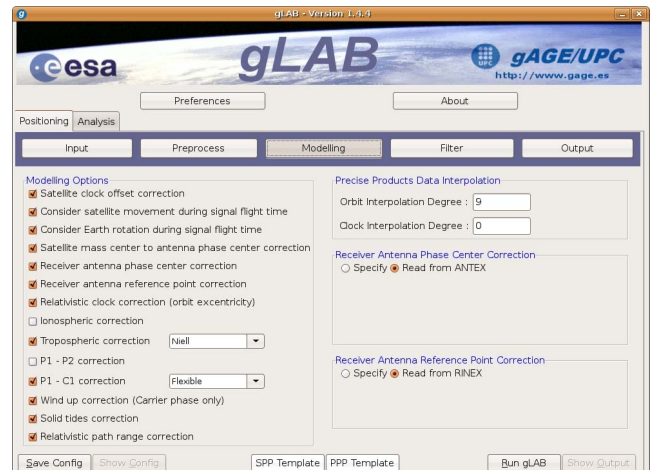 gLAB - Version 1.4.4
esa
gLAB
UPC
gAGE/UPC
http://www.gage.es
Preferences
About
Positioning
Analysis
Input
Preprocess
Modelling
Filter
Output
Modelling Options
Satellite clock offset correction
Consider satellite movement during signal flight time
Consider Earth rotation during signal flight time
Satellite mass center to antenna phase center correction
Receiver antenna phase center correction
Receiver antenna reference point correction
Relativistic clock correction (orbit excentricity)
Ionospheric correction
Tropospheric correction Niell
P1 - P2 correction
P1 - C1 correction Flexible
Wind up correction (Carrier phase only)
Solid tides correction
Relativistic path range correction
Precise Products Data Interpolation
Orbit Interpolation Degree : 9
Clock Interpolation Degree : 0
Receiver Antenna Phase Center Correction
Specify Read from ANTEX
Receiver Antenna Reference Point Correction
Specify Read from RINEX
Save Config
Show Config
SPP Template
PPP Template
Run gLAB
Show Output